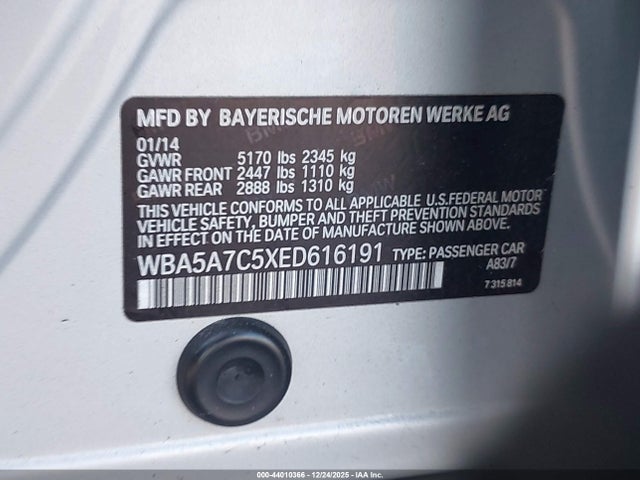 MFD BY BAYERISCHE MOTOREN WERKE AG
01/14
GVWR 5170 lbs 2345 kg
GAWR FRONT 2447 lbs 1110 kg
GAWR REAR 2888 lbs 1310 kg
THIS VEHICLE CONFORMS TO ALL APPLICABLE U.S.FEDERAL MOTOR
VEHICLE SAFETY, BUMPER AND THEFT PREVENTION STANDARDS
IN EFFECT ON THE DATE OF MANUFACTURE SHOWN ABOVE.
WBA5A7C5XED616191 TYPE: PASSENGER CAR
A83/7
7 315 814
000-44010366 • 12/24/2025 • IAA Inc.